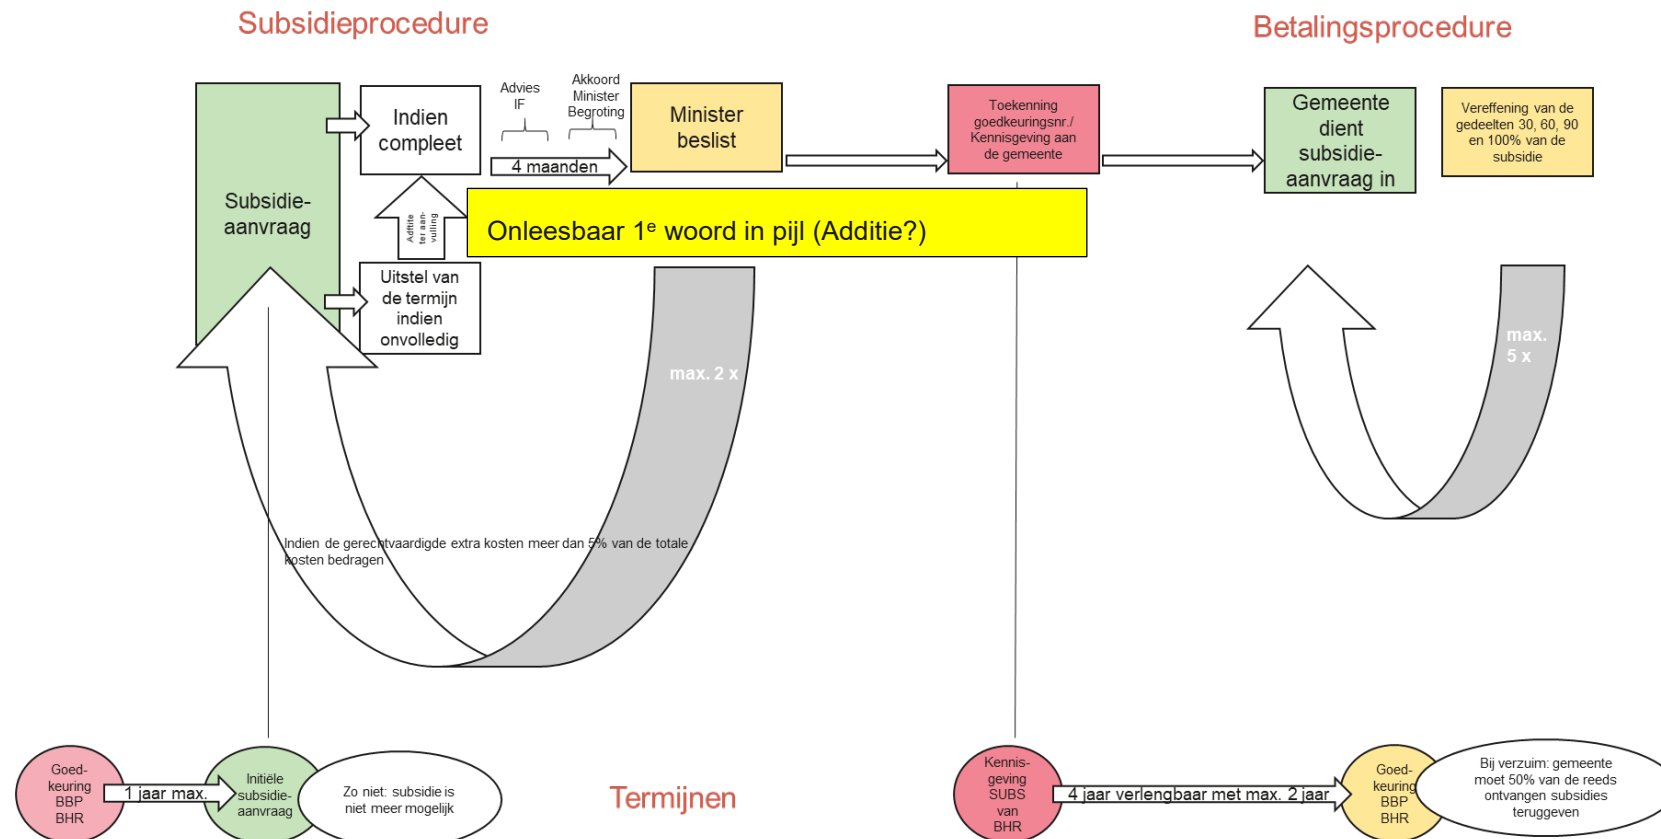 Subsidieprocedure
Betalingsprocedure
Subsidie-
aanvraag
Indien
compleet
Advies
IF
Akkoord
Minister
Begroting
4 maanden
Minister
beslist
Toekenning
goedkeuringsnr./
Kennisgeving aan
de gemeente
Gemeente
dient
subsidie-
aanvraag in
Vereffening van de
gedeelten 30, 60, 90
en 100% van de
subsidie
ter aan-
vulling
Onleesbaar 1e woord in pijl (Additie?)
Uitstel van
de termijn
indien
onvolledig
max. 2 x
max.
5 x
Indien de gerechtvaardigde extra kosten meer dan 5% van de totale
kosten bedragen
Goed-
keuring
BBP
BHR
1 jaar max.
Initiële
subsidie-
aanvraag
Zo niet: subsidie is
niet meer mogelijk
Termijnen
Kennis-
geving
SUBS
van
BHR
4 jaar verlengbaar met max. 2 jaar
Goed-
keuring
BBP
BHR
Bij verzuim: gemeente
moet 50% van de reeds
ontvangen subsidies
teruggeven